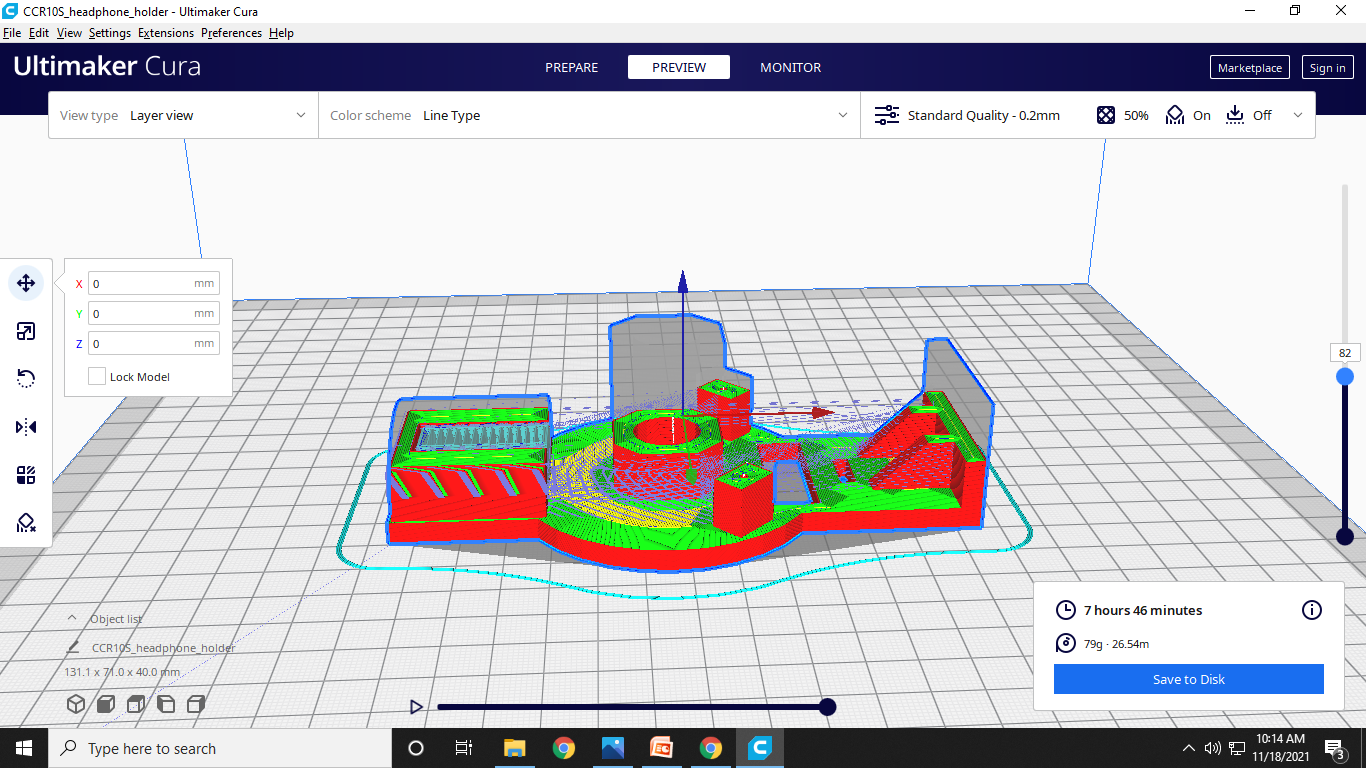 CCR10S_headphone_holder - Ultimaker Cura
File Edit View Settings Extensions Preferences Help
Ultimaker Cura
PREPARE
PREVIEW
MONITOR
Marketplace
Sign in
View type Layer view
Color scheme Line Type
Standard Quality - 0.2mm
50%
On
Off
X 0 mm
Y 0 mm
Z 0 mm
Lock Model
82
Object list
CCR10S_headphone_holder
131.1 x 71.0 x 40.0 mm
7 hours 46 minutes
79g · 26.54m
Save to Disk
Type here to search
10:14 AM
11/18/2021
3